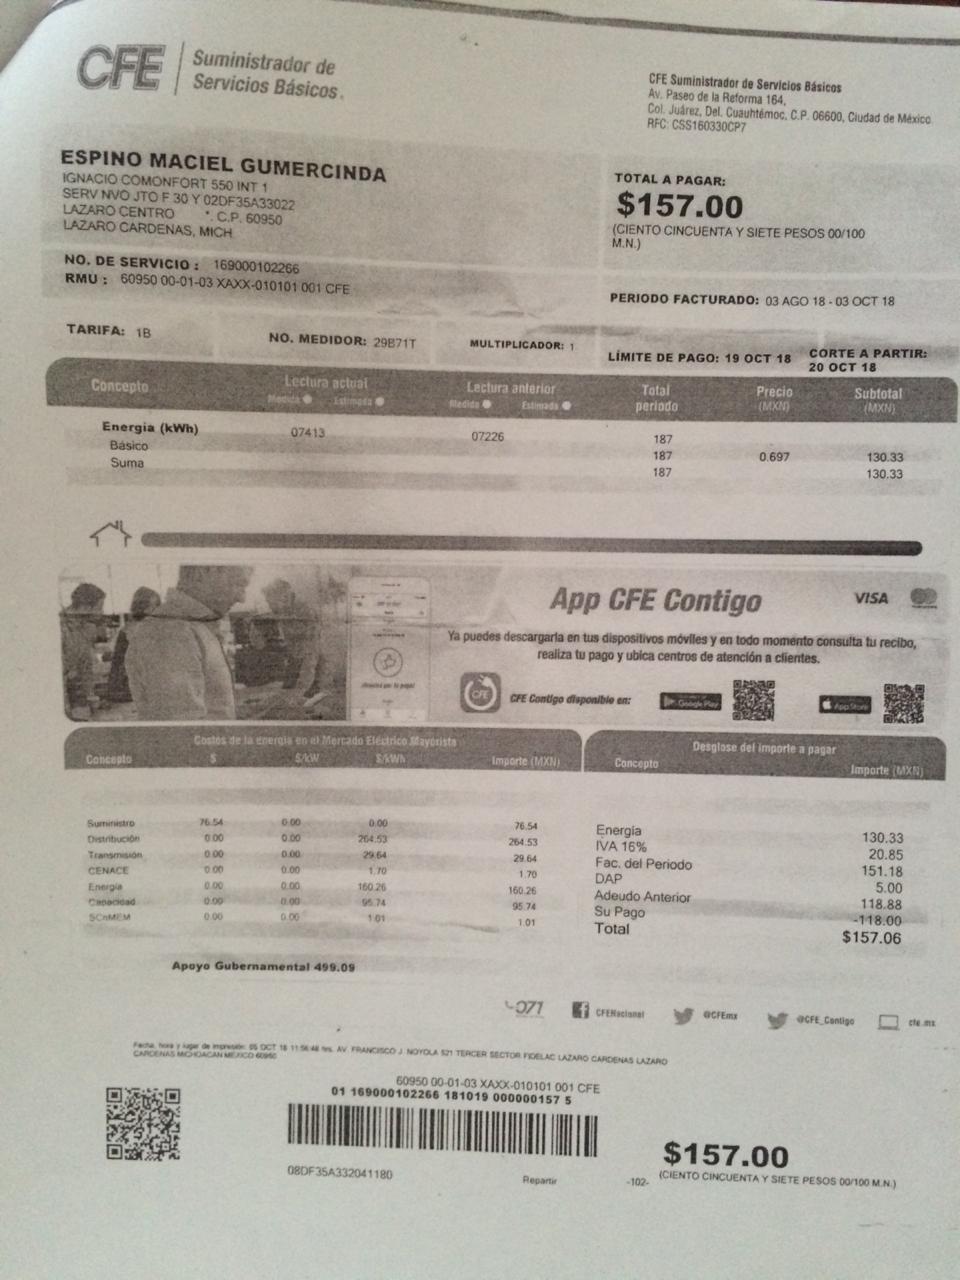 CFE
Suministrador de
Servicios Básicos.
CFE Suministrador de Servicios Básicos
Av. Paseo de la Reforma 164,
Col. Juárez, Del. Cuauhtémoc, C.P. 06600, Ciudad de México.
RFC: CSS160330CP7
ESPINO MACIEL GUMERCINDA
IGNACIO COMONFORT 550 INT 1
SERV NVO JTO F 30 Y 02DF35A33022
LAZARO CENTRO *. C.P. 60950
LAZARO CARDENAS, MICH
TOTAL A PAGAR:
$157.00
(CIENTO CINCUENTA Y SIETE PESOS 00/100
M.N.)
NO. DE SERVICIO : 169000102266
RMU : 60950 00-01-03 XAXX-010101 001 CFE
PERIODO FACTURADO: 03 AGO 18 - 03 OCT 18
TARIFA: 1B NO. MEDIDOR: 29B71T MULTIPLICADOR: 1
LÍMITE DE PAGO: 19 OCT 18 CORTE A PARTIR:
20 OCT 18
Concepto Lectura actual Lectura anterior Total Precio Subtotal
Medida Estimada Medida Estimada periodo (MXN) (MXN)
Energía (kWh) 07413 07226 187
Básico 187 0.697 130.33
Suma 187 130.33
App CFE Contigo VISA
Ya puedes descargarla en tus dispositivos móviles y en todo momento consulta tu recibo,
realiza tu pago y ubica centros de atención a clientes.
CFE CFE Contigo disponible en: Google Play App Store
Costos de la energía en el Mercado Eléctrico Mayorista
Concepto $ $/kW $/kWh Importe (MXN)
Suministro 76.54 0.00 0.00 76.54
Distribución 0.00 0.00 264.53 264.53
Transmisión 0.00 0.00 29.64 29.64
CENACE 0.00 0.00 1.70 1.70
Energía 0.00 0.00 160.26 160.26
Capacidad 0.00 0.00 95.74 95.74
SCnMEM 0.00 0.00 1.01 1.01
Apoyo Gubernamental 499.09
Desglose del importe a pagar
Concepto Importe (MXN)
Energía 130.33
IVA 16% 20.85
Fac. del Periodo 151.18
DAP 5.00
Adeudo Anterior 118.88
Su Pago -118.00
Total $157.06
071 CFENacional @CFEmx @CFE_Contigo cfe.mx
Fecha, hora y lugar de impresión: 05 OCT 18 11:56:48 hrs. AV. FRANCISCO J. NOYOLA 521 TERCER SECTOR FIDELAC LAZARO CARDENAS LAZARO
CARDENAS MICHOACAN MEXICO 60950
60950 00-01-03 XAXX-010101 001 CFE
01 169000102266 181019 000000157 5
08DF35A332041180 Repartir -102-
$157.00
(CIENTO CINCUENTA Y SIETE PESOS 00/100 M.N.)